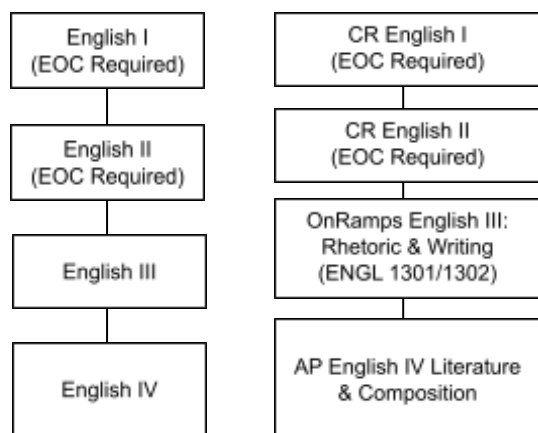 English I
(EOC Required)
English II
(EOC Required)
English III
English IV
CR English I
(EOC Required)
CR English II
(EOC Required)
OnRamps English III:
Rhetoric & Writing
(ENGL 1301/1302)
AP English IV Literature
& Composition